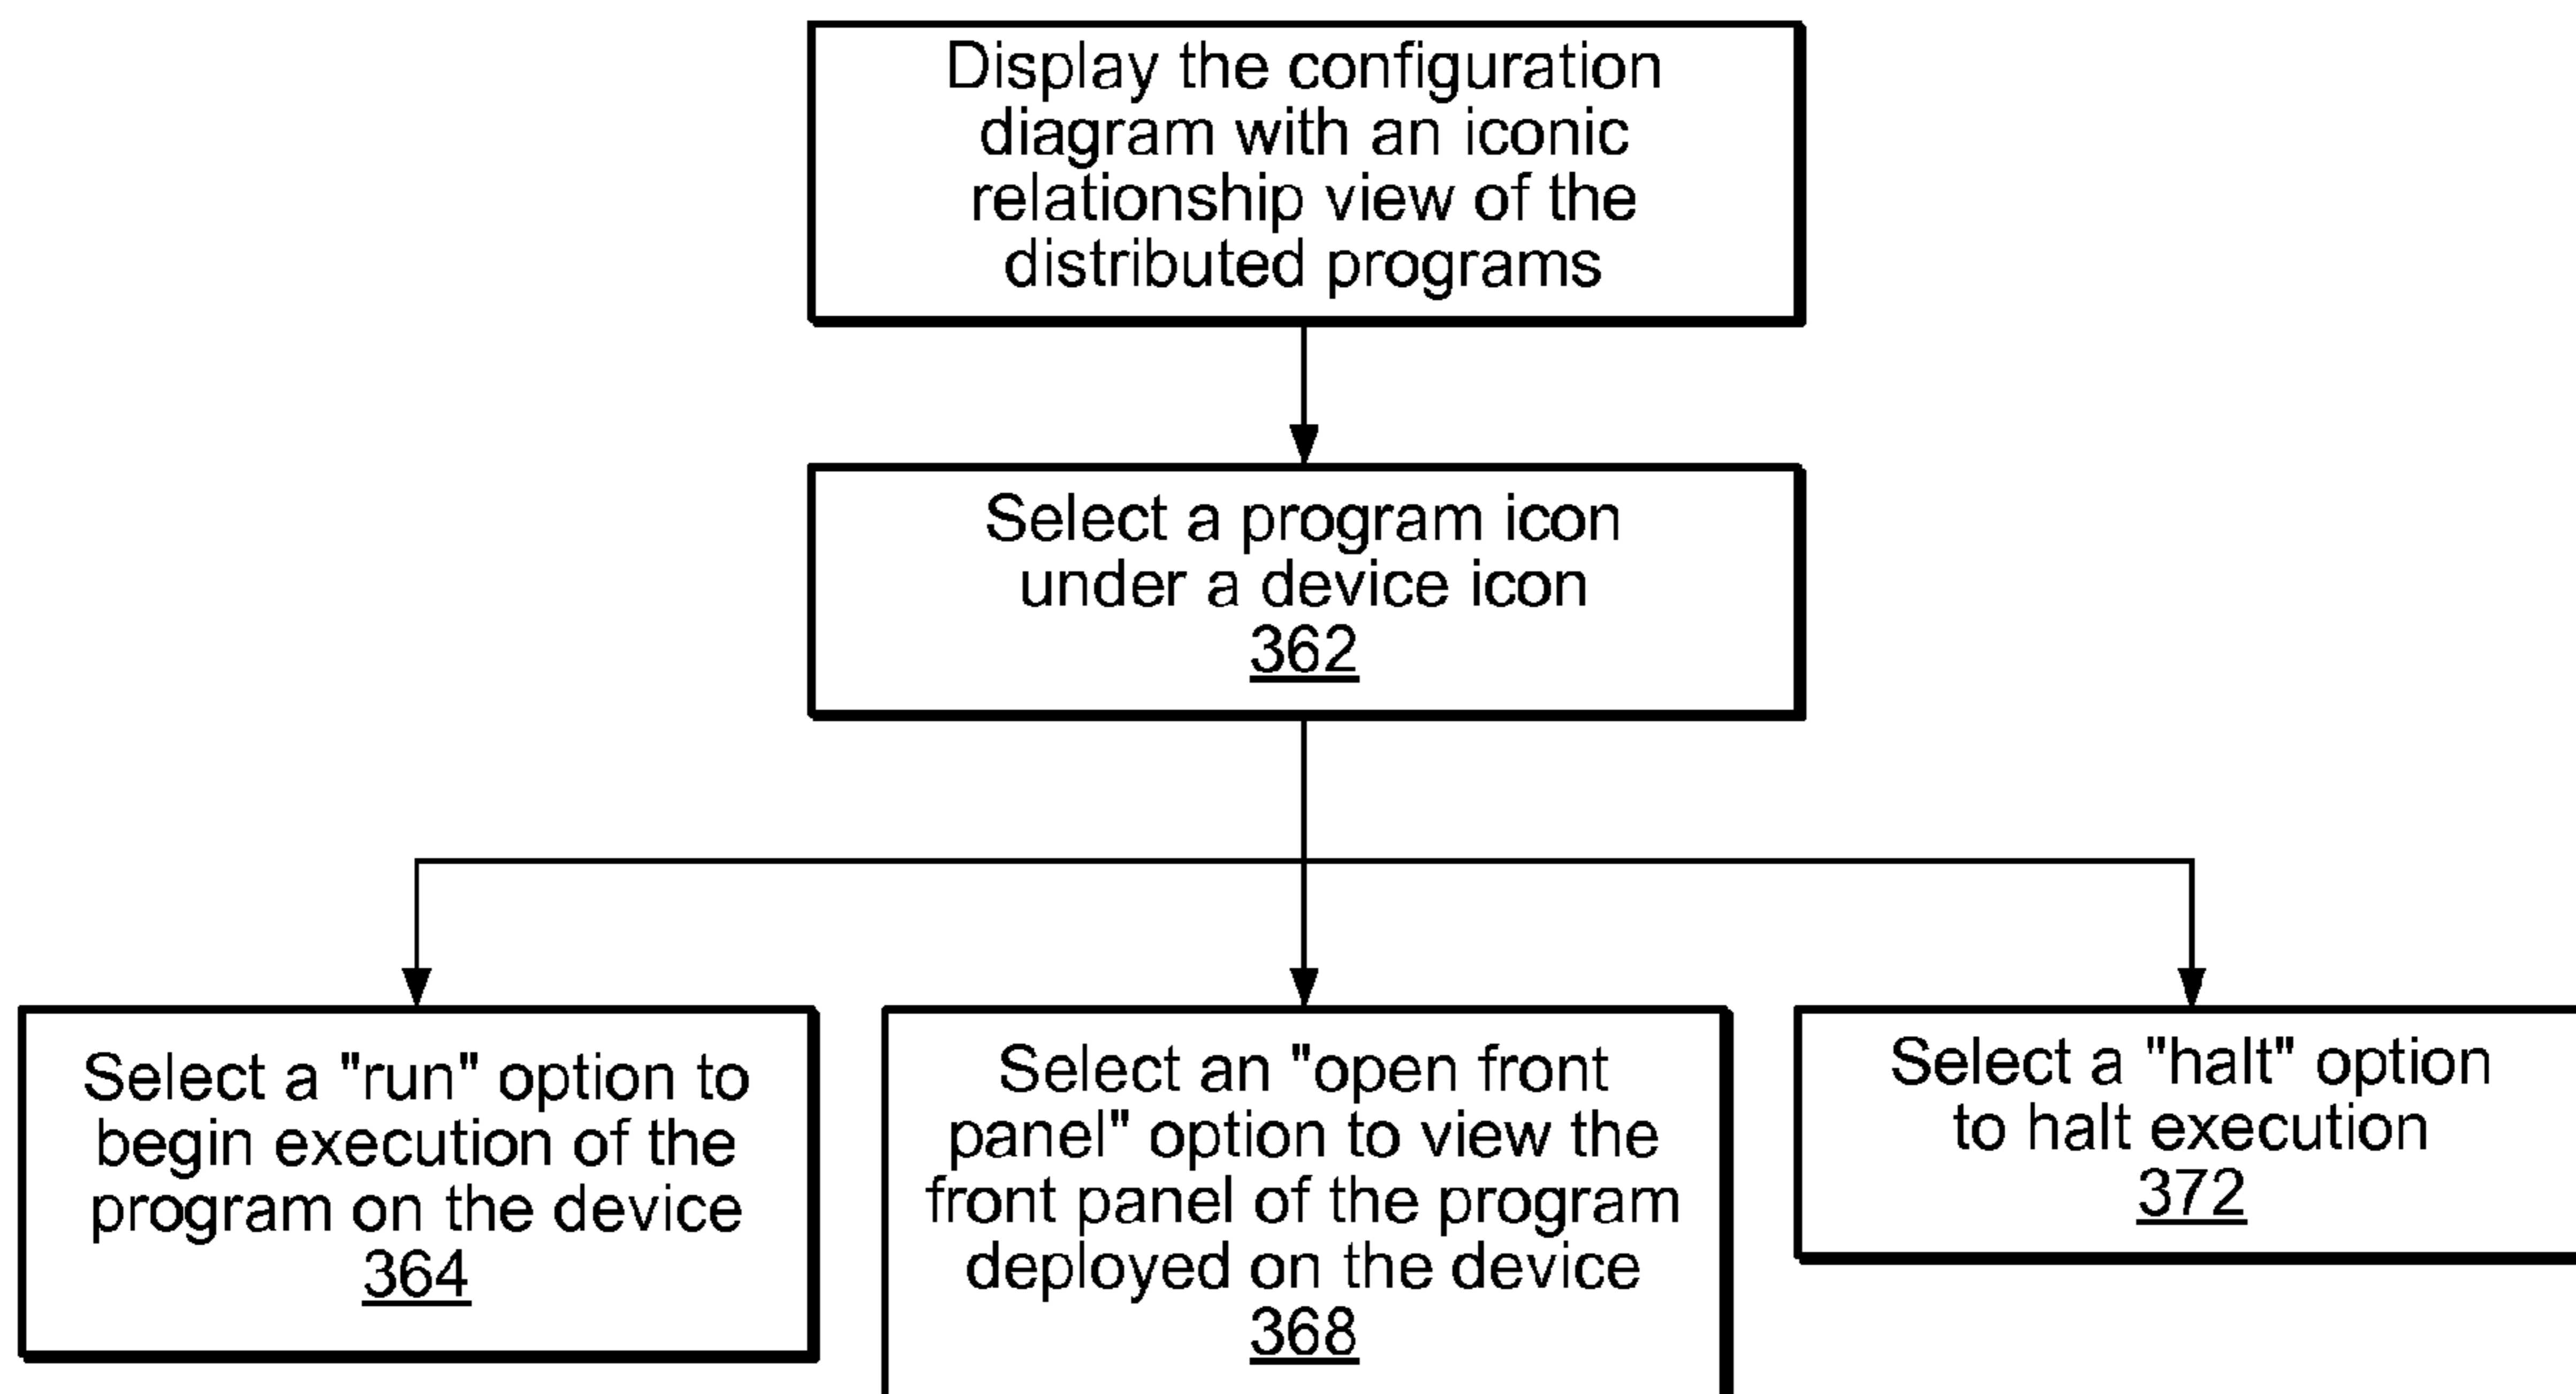 Display the configuration
diagram with an iconic
relationship view of the
distributed programs
Select a program icon
under a device icon
362
Select a "run" option to
begin execution of the
program on the device
364
Select an "open front
panel" option to view the
front panel of the program
deployed on the device
368
Select a "halt" option
to halt execution
372